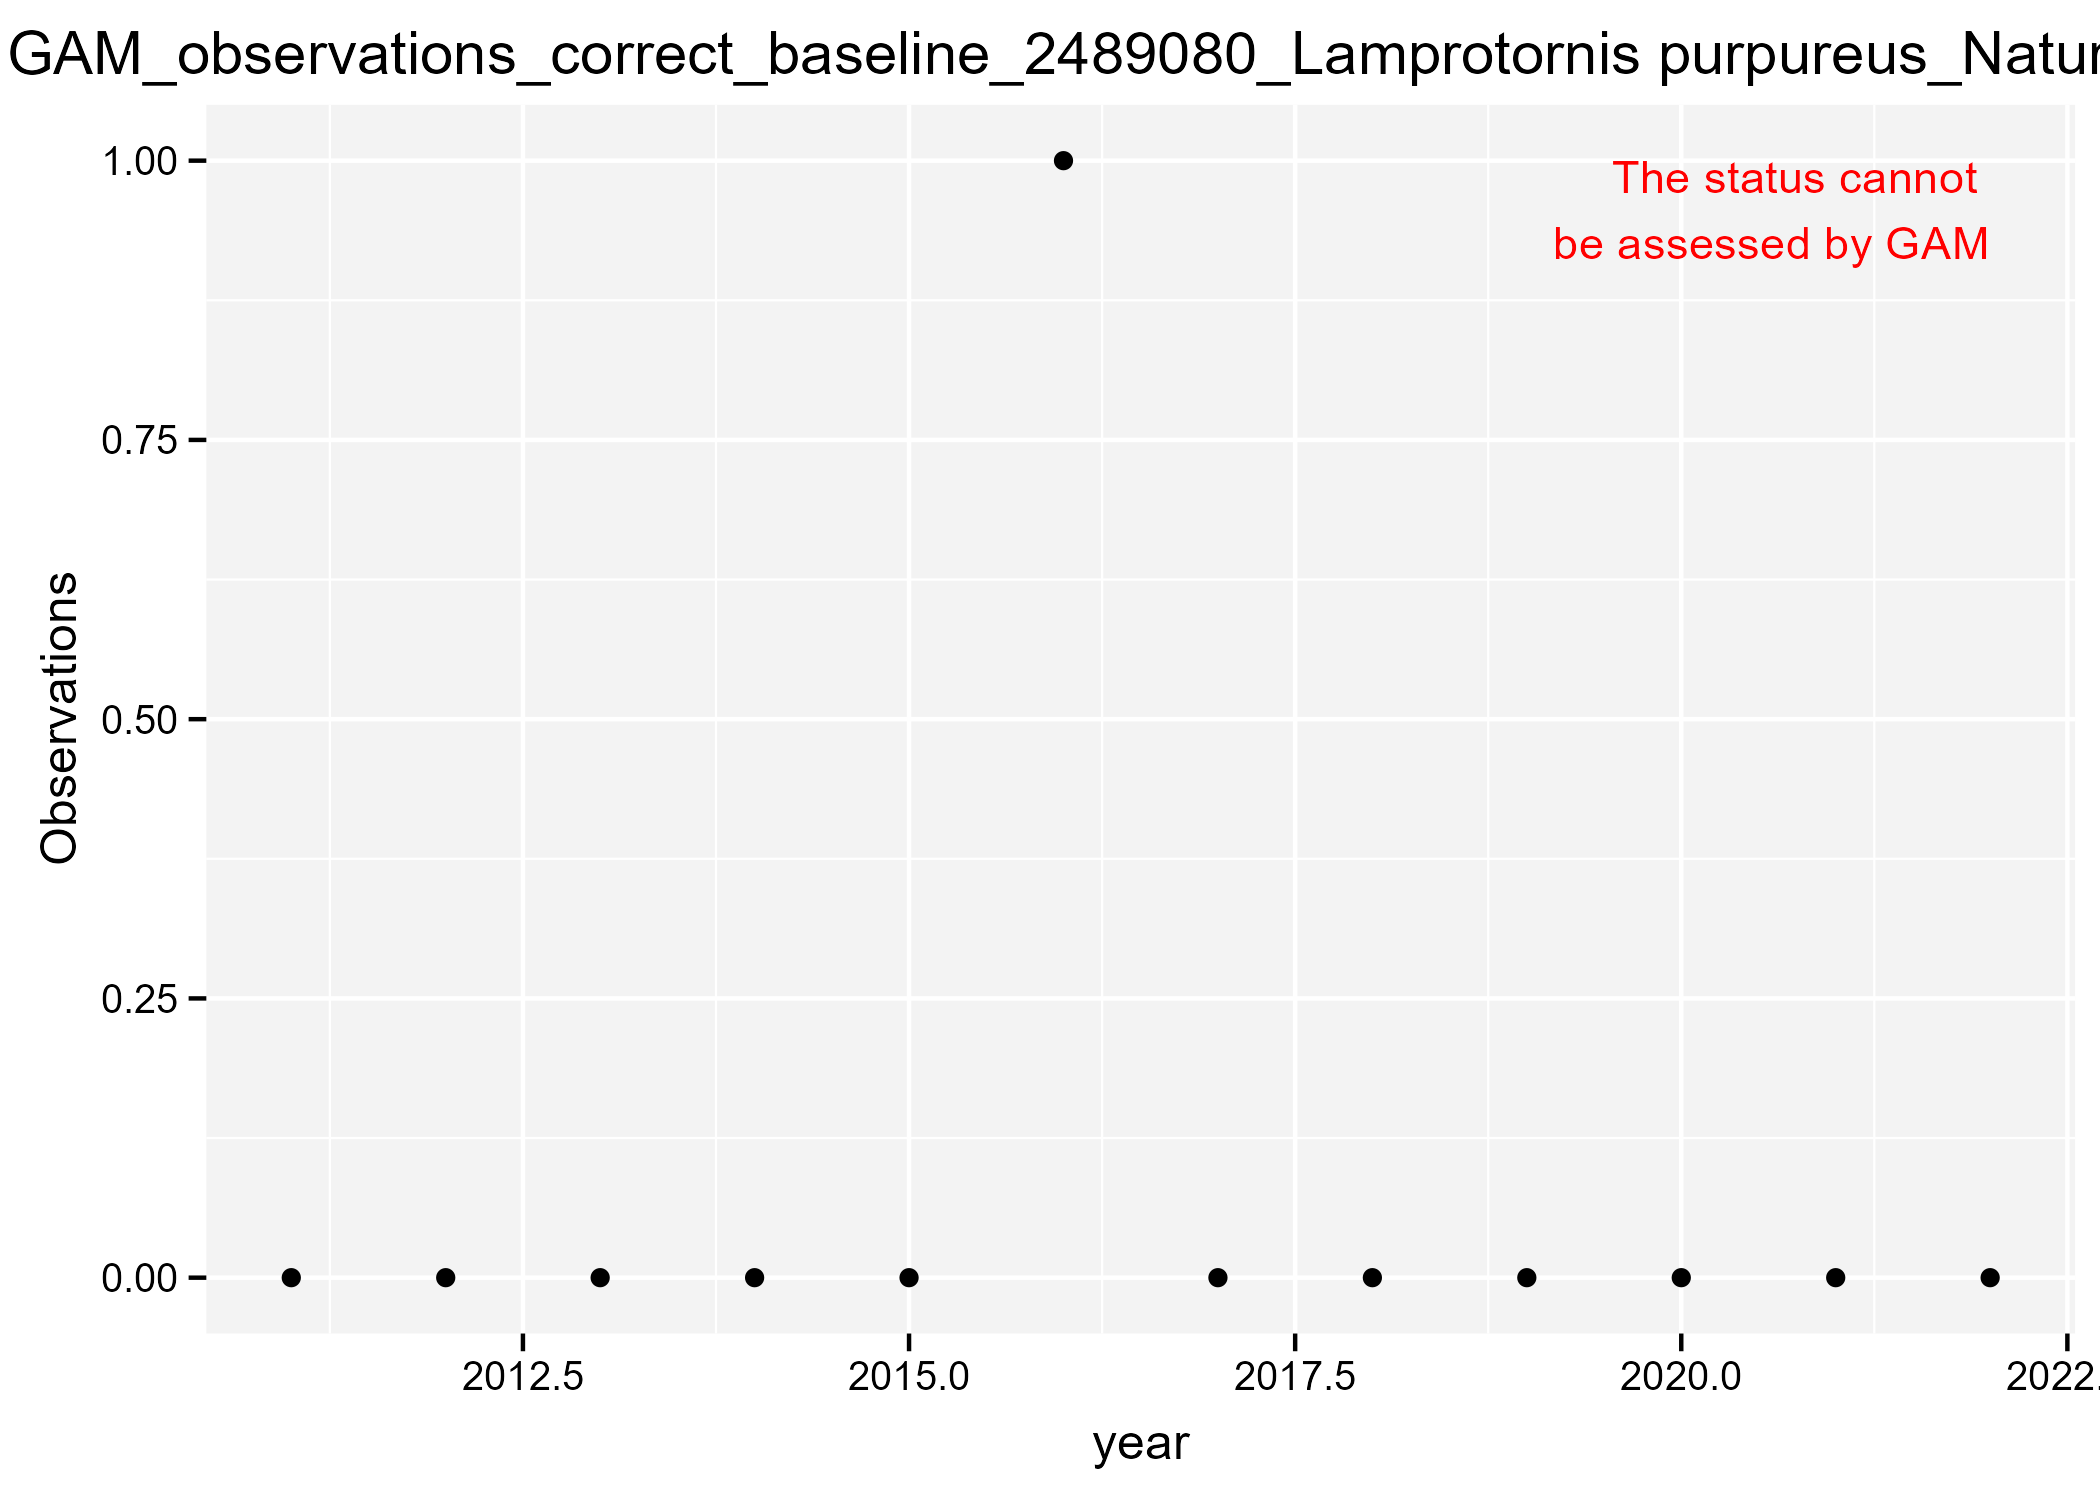 GAM_observations_correct_baseline_2489080_Lamprotornis purpureus_Natur
The status cannot
be assessed by GAM
1.00
0.75
0.50
0.25
0.00
Observations
2012.5
2015.0
2017.5
2020.0
2022.
year